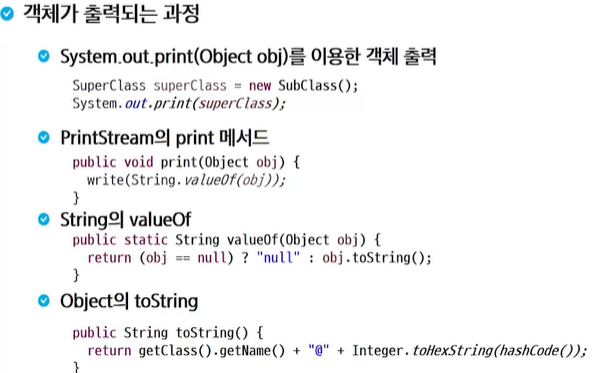 객체가 출력되는 과정
System.out.print(Object obj)를 이용한 객체 출력
SuperClass superClass = new SubClass();
System.out.print(superClass);
PrintStream의 print 메서드
public void print(Object obj) {
write(String.valueOf(obj));
}
String의 valueOf
public static String valueOf(Object obj) {
return (obj == null) ? "null" : obj.toString();
}
Object의 toString
public String toString() {
return getClass().getName() + "@" + Integer.toHexString(hashCode());
}